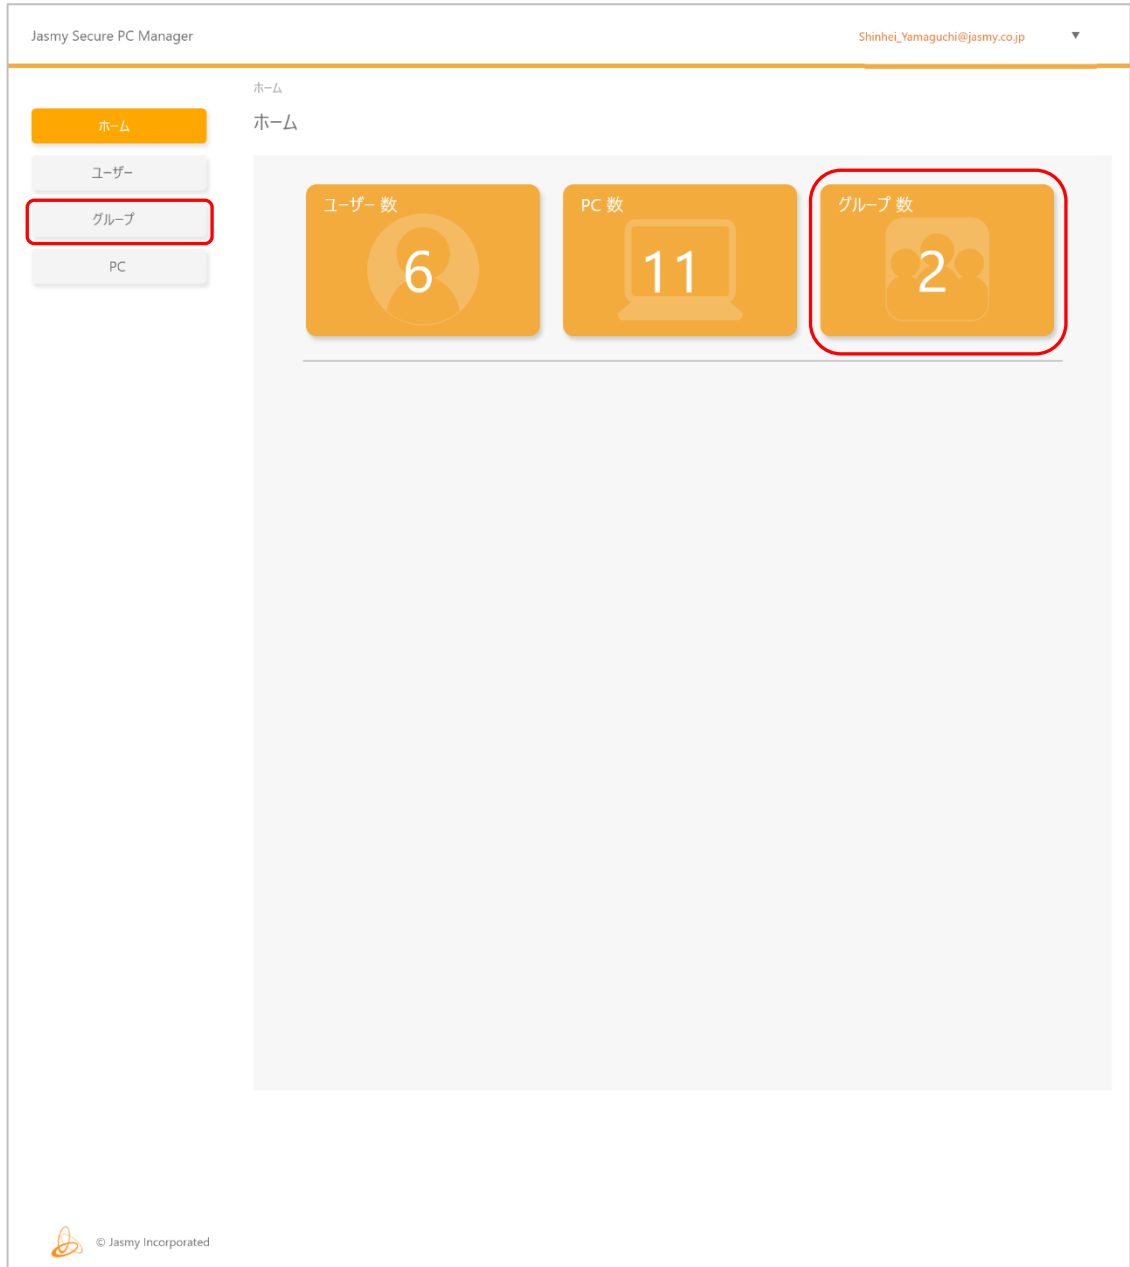 Jasmy Secure PC Manager
Shinhei_Yamaguchi@jasmy.co.jp ▼
ホーム
ホーム
ホーム
ユーザー
グループ
PC
ユーザー 数
6
PC 数
11
グループ 数
2
© Jasmy Incorporated